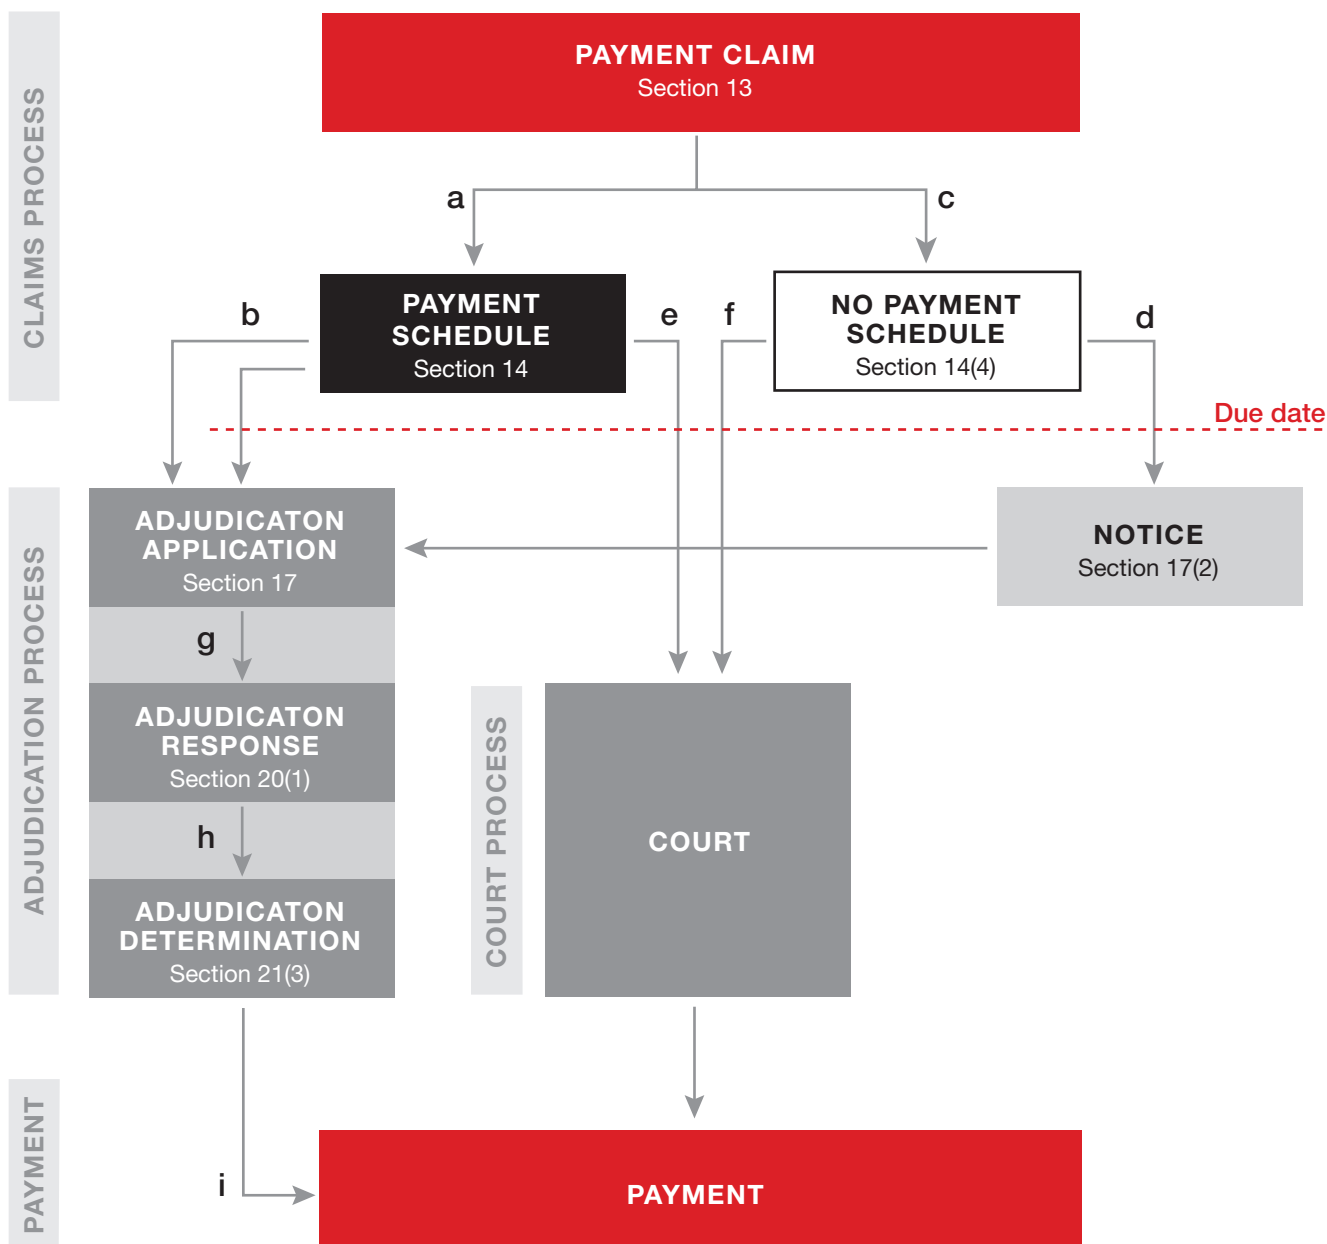 CLAIMS PROCESS
PAYMENT CLAIM
Section 13
a
c
PAYMENT
SCHEDULE
Section 14
NO PAYMENT
SCHEDULE
Section 14(4)
b
e
f
d
Due date
ADJUDICATION PROCESS
ADJUDICATON
APPLICATION
Section 17
NOTICE
Section 17(2)
g
ADJUDICATON
RESPONSE
Section 20(1)
h
ADJUDICATON
DETERMINATION
Section 21(3)
COURT PROCESS
COURT
PAYMENT
i
PAYMENT